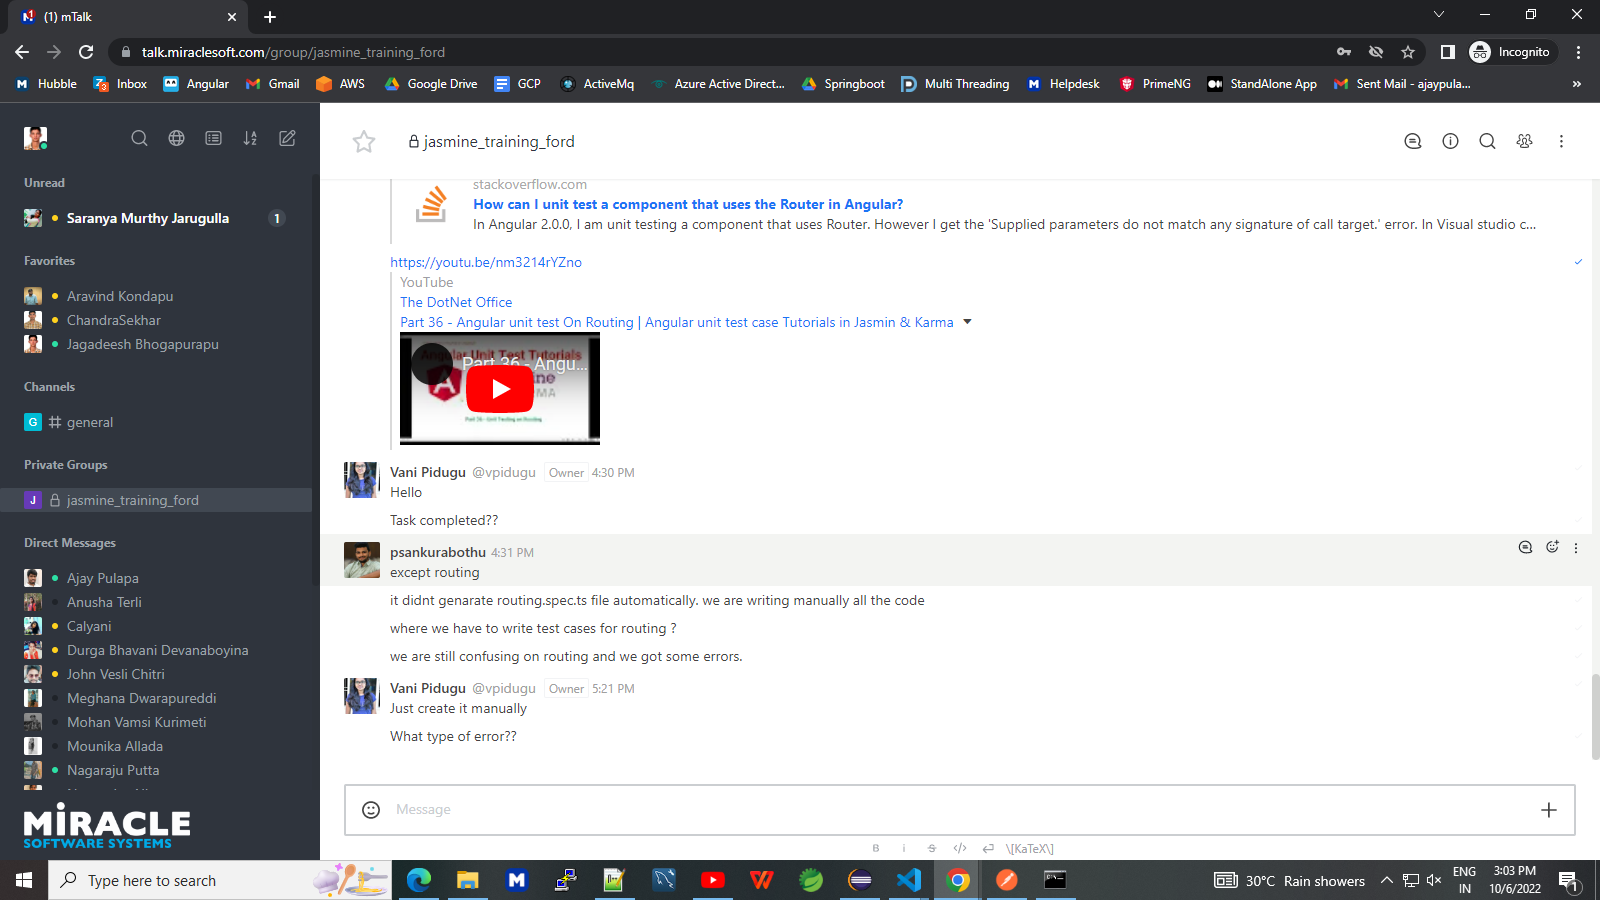 (1) mTalk
talk.miraclesoft.com/group/jasmine_training_ford
Incognito
Hubble
Inbox
Angular
Gmail
AWS
Google Drive
GCP
ActiveMq
Azure Active Direct...
Springboot
Multi Threading
Helpdesk
PrimeNG
StandAlone App
Sent Mail - ajaypula...
»
Unread
Saranya Murthy Jarugulla 1
Favorites
Aravind Kondapu
ChandraSekhar
Jagadeesh Bhogapurapu
Channels
G # general
Private Groups
J jasmine_training_ford
Direct Messages
Ajay Pulapa
Anusha Terli
Calyani
Durga Bhavani Devanaboyina
John Vesli Chitri
Meghana Dwarapureddi
Mohan Vamsi Kurimeti
Mounika Allada
Nagaraju Putta
MIRACLE
SOFTWARE SYSTEMS
jasmine_training_ford
stackoverflow.com
How can I unit test a component that uses the Router in Angular?
In Angular 2.0.0, I am unit testing a component that uses Router. However I get the 'Supplied parameters do not match any signature of call target.' error. In Visual studio c...
https://youtu.be/nm3214rYZno
YouTube
The DotNet Office
Part 36 - Angular unit test On Routing | Angular unit test case Tutorials in Jasmin & Karma
Angular Unit Test Tutorials
Part 36 - Angu...
Part 36 - Unit Testing on Routing
Vani Pidugu @vpidugu Owner 4:30 PM
Hello
Task completed??
psankurabothu 4:31 PM
except routing
it didnt genarate routing.spec.ts file automatically. we are writing manually all the code
where we have to write test cases for routing ?
we are still confusing on routing and we got some errors.
Vani Pidugu @vpidugu Owner 5:21 PM
Just create it manually
What type of error??
Message
B i S </> \[KaTeX\]
Type here to search
30°C Rain showers
ENG
IN
3:03 PM
10/6/2022
1